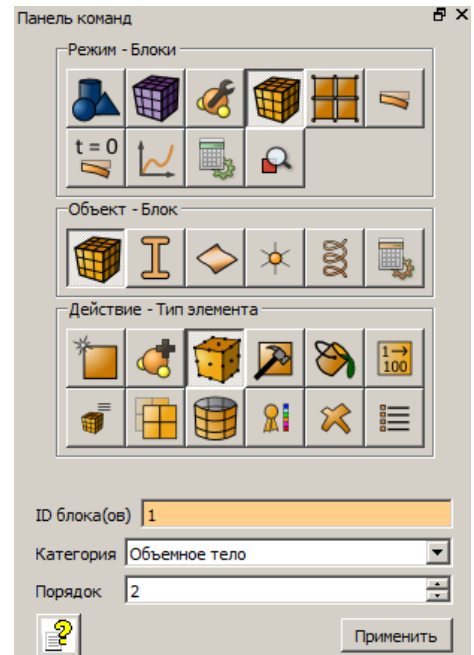 Панель команд
Режим - Блоки
t = 0
Объект - Блок
Действие - Тип элемента
1→
100
ID блока(ов) 1
Категория Объемное тело
Порядок 2
Применить